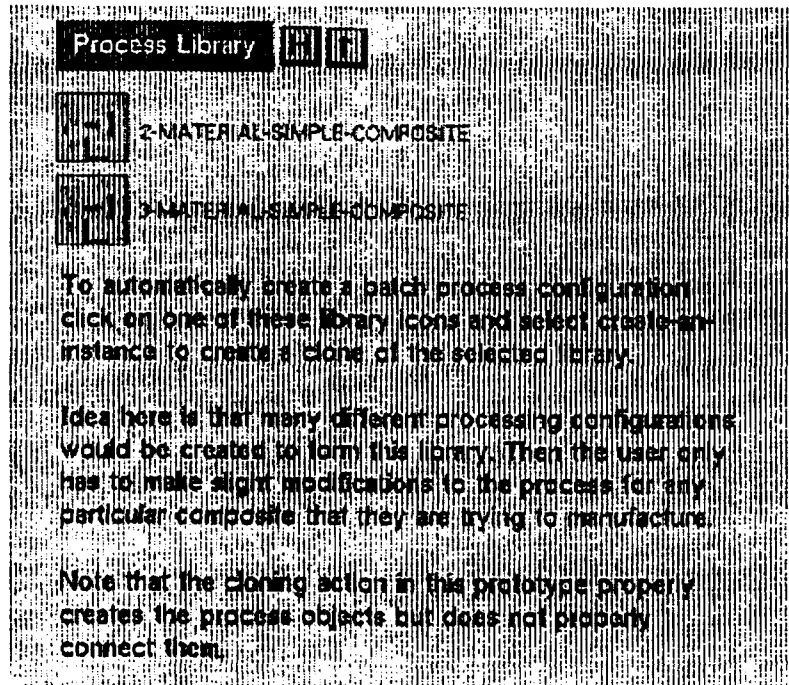 Process Library H T
2-MATERIAL-SIMPLE-COMPOSITE
3-MATERIAL-SIMPLE-COMPOSITE
To automatically create a batch process configuration
click on one of these library icons and select create-an-
instance to create a clone of the selected library.
Idea here is that many different processing configurations
would be created to form this library. Then the user only
has to make slight modifications to the process for any
particular composite that they are trying to manufacture.
Note that the cloning action in this prototype properly
creates the process objects but does not properly
connect them.